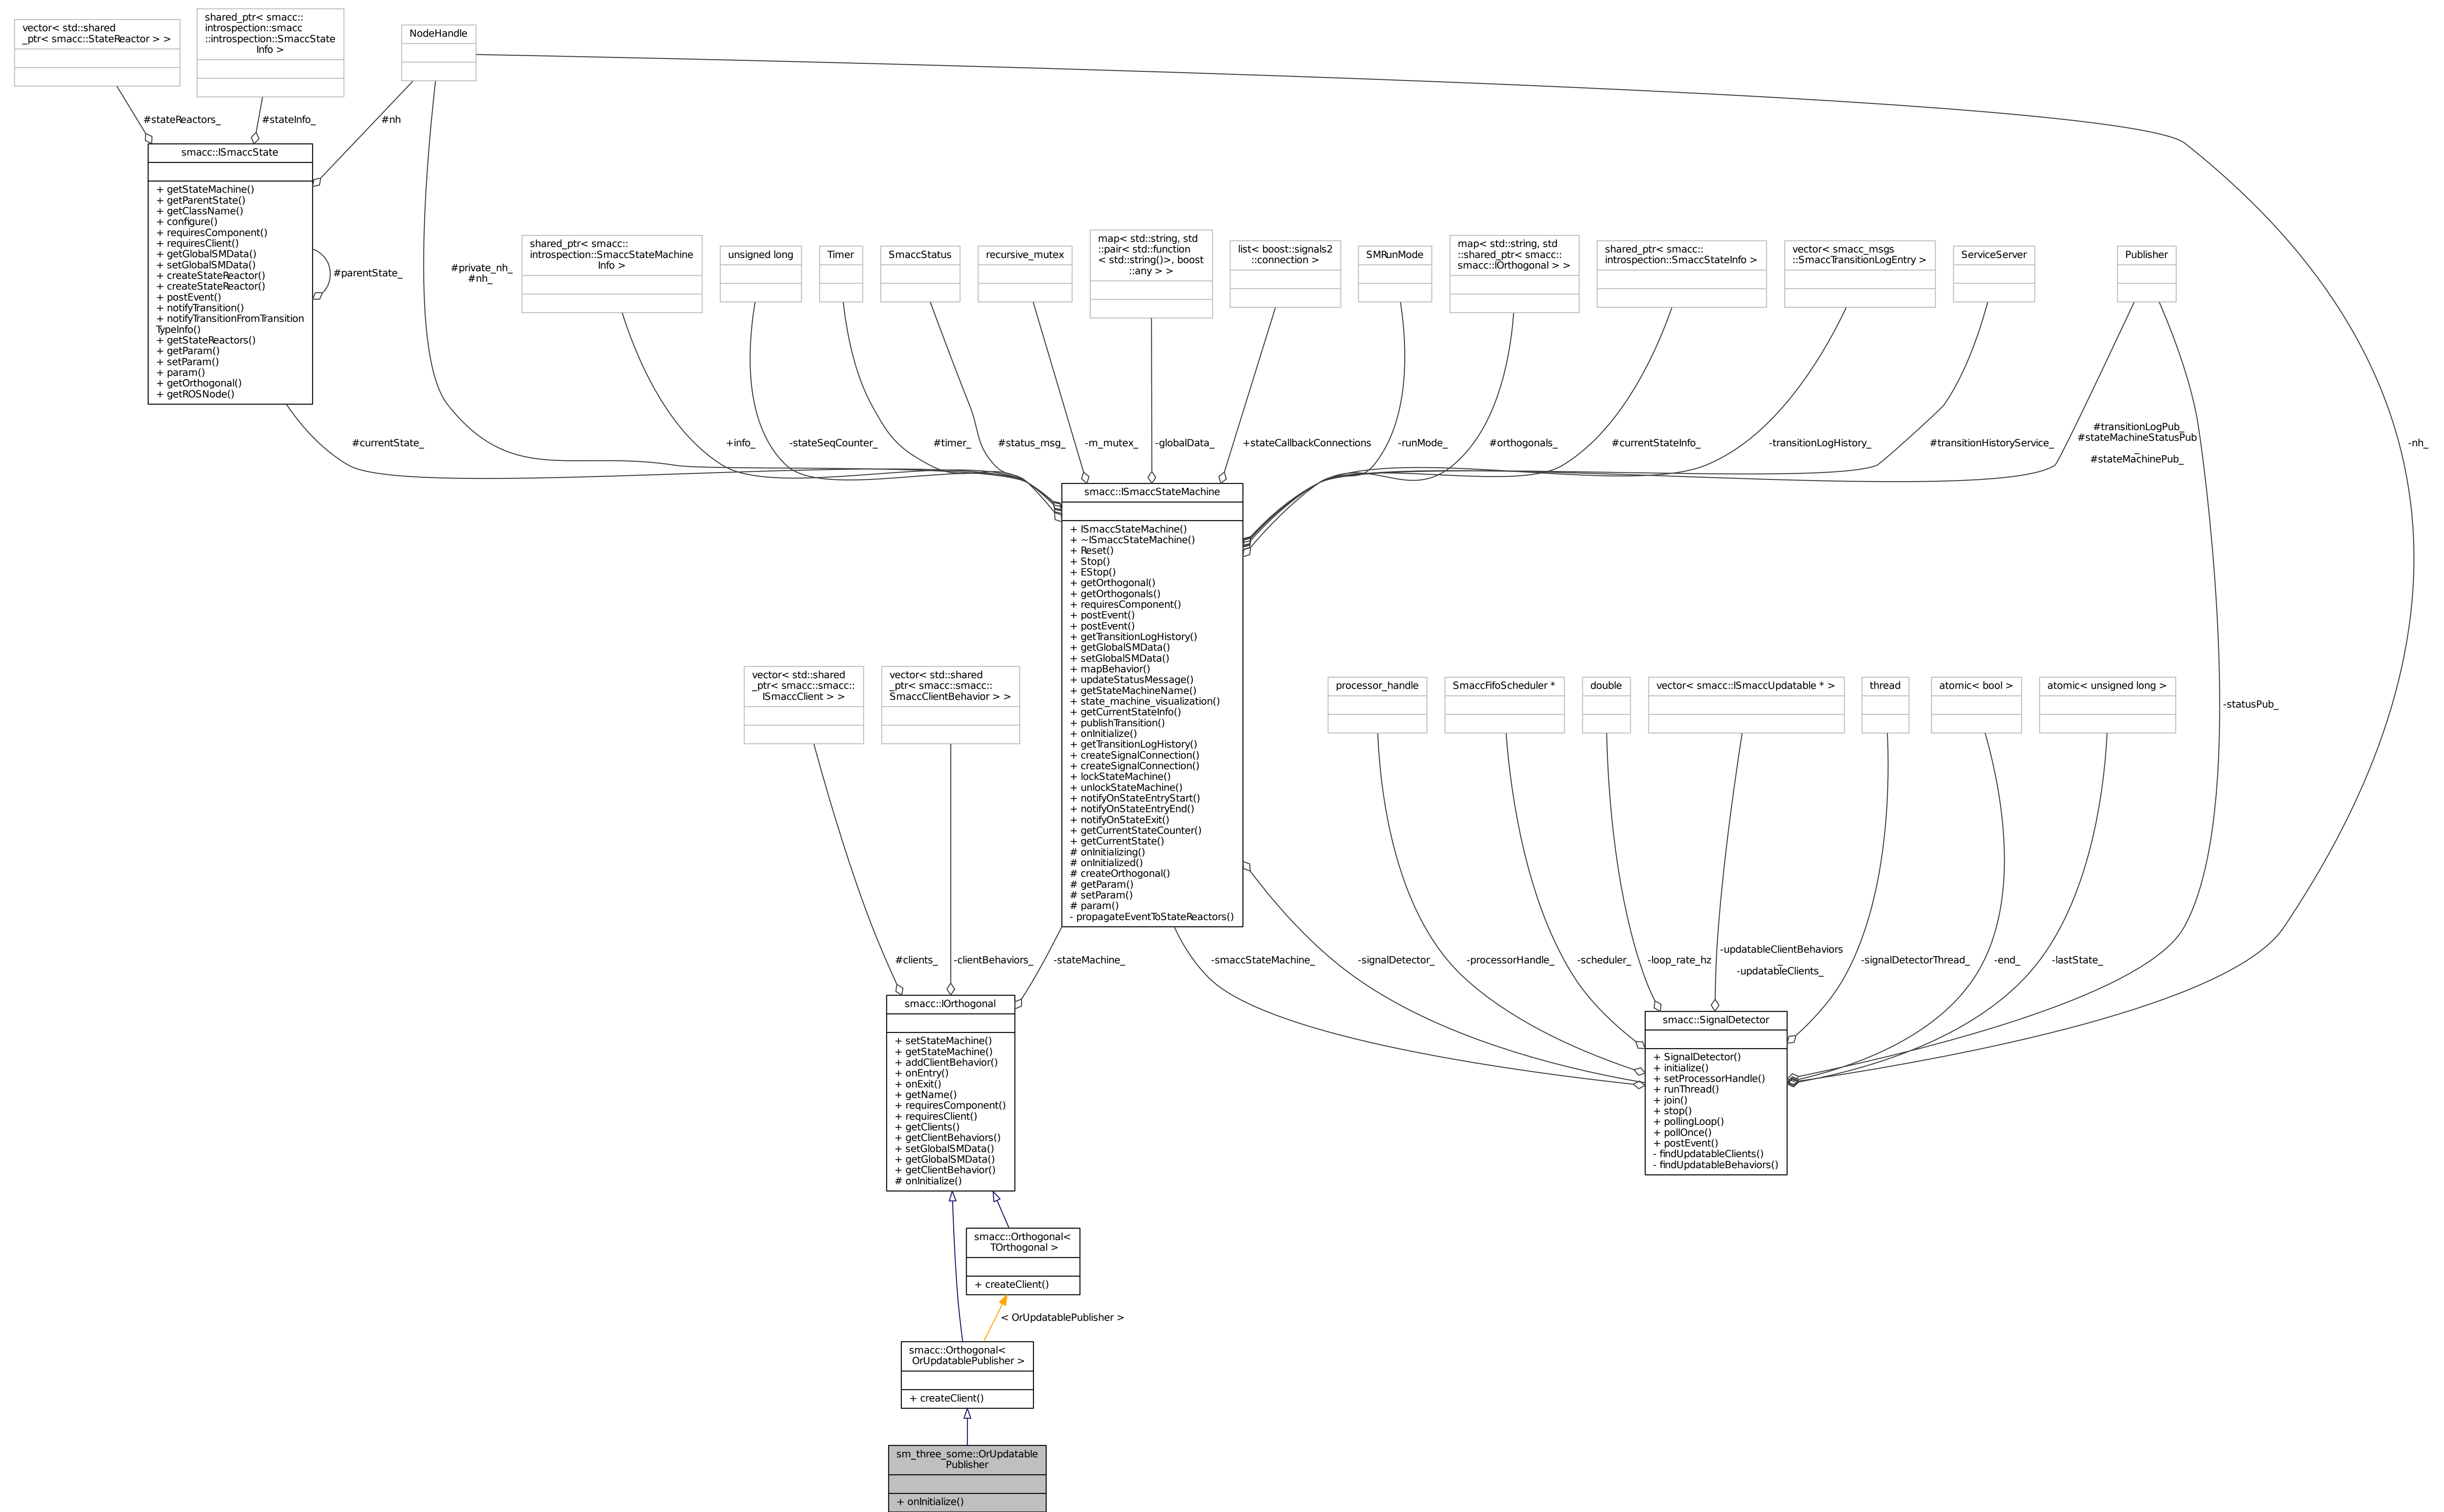 vector< std::shared
_ptr< smacc::StateReactor > >
shared_ptr< smacc::
introspection::smacc
::introspection::SmaccState
Info >
NodeHandle
#stateReactors_
#stateInfo_
#nh
smacc::ISmaccState
+ getStateMachine()
+ getParentState()
+ getClassName()
+ configure()
+ requiresComponent()
+ requiresClient()
+ getGlobalSMData()
+ setGlobalSMData()
+ createStateReactor()
+ createStateReactor()
+ postEvent()
+ notifyTransition()
+ notifyTransitionFromTransition
TypeInfo()
+ getStateReactors()
+ getParam()
+ setParam()
+ param()
+ getOrthogonal()
+ getROSNode()
#parentState_
#private_nh_
#nh_
shared_ptr< smacc::
introspection::SmaccStateMachine
Info >
unsigned long
Timer
SmaccStatus
recursive_mutex
map< std::string, std
::pair< std::function
< std::string()>, boost
::any > >
list< boost::signals2
::connection >
SMRunMode
map< std::string, std
::shared_ptr< smacc::
smacc::IOrthogonal > >
shared_ptr< smacc::
introspection::SmaccStateInfo >
vector< smacc_msgs
::SmaccTransitionLogEntry >
ServiceServer
Publisher
#currentState_
+info_
-stateSeqCounter_
#timer_
#status_msg_
-m_mutex_
-globalData_
+stateCallbackConnections
-runMode_
#orthogonals_
#currentStateInfo_
-transitionLogHistory_
#transitionHistoryService_
#transitionLogPub_
#stateMachineStatusPub
_
#stateMachinePub_
-nh_
smacc::ISmaccStateMachine
+ ISmaccStateMachine()
+ ~ISmaccStateMachine()
+ Reset()
+ Stop()
+ EStop()
+ getOrthogonal()
+ getOrthogonals()
+ requiresComponent()
+ postEvent()
+ postEvent()
+ getTransitionLogHistory()
+ getGlobalSMData()
+ setGlobalSMData()
+ mapBehavior()
+ updateStatusMessage()
+ getStateMachineName()
+ state_machine_visualization()
+ getCurrentStateInfo()
+ publishTransition()
+ onInitialize()
+ getTransitionLogHistory()
+ createSignalConnection()
+ createSignalConnection()
+ lockStateMachine()
+ unlockStateMachine()
+ notifyOnStateEntryStart()
+ notifyOnStateEntryEnd()
+ notifyOnStateExit()
+ getCurrentStateCounter()
+ getCurrentState()
# onInitializing()
# onInitialized()
# createOrthogonal()
# getParam()
# setParam()
# param()
- propagateEventToStateReactors()
vector< std::shared
_ptr< smacc::smacc::
ISmaccClient > >
vector< std::shared
_ptr< smacc::smacc::
SmaccClientBehavior > >
processor_handle
SmaccFifoScheduler *
double
vector< smacc::ISmaccUpdatable * >
thread
atomic< bool >
atomic< unsigned long >
-statusPub_
#clients_
-clientBehaviors_
-stateMachine_
-smaccStateMachine_
-signalDetector_
-processorHandle_
-scheduler_
-loop_rate_hz
-updatableClientBehaviors
_
-updatableClients_
-signalDetectorThread_
-end_
-lastState_
smacc::IOrthogonal
+ setStateMachine()
+ getStateMachine()
+ addClientBehavior()
+ onEntry()
+ onExit()
+ getName()
+ requiresComponent()
+ requiresClient()
+ getClients()
+ getClientBehaviors()
+ setGlobalSMData()
+ getGlobalSMData()
+ getClientBehavior()
# onInitialize()
smacc::SignalDetector
+ SignalDetector()
+ initialize()
+ setProcessorHandle()
+ runThread()
+ join()
+ stop()
+ pollingLoop()
+ pollOnce()
+ postEvent()
- findUpdatableClients()
- findUpdatableBehaviors()
smacc::Orthogonal<
TOrthogonal >
+ createClient()
< OrUpdatablePublisher >
smacc::Orthogonal<
OrUpdatablePublisher >
+ createClient()
sm_three_some::OrUpdatable
Publisher
+ onInitialize()